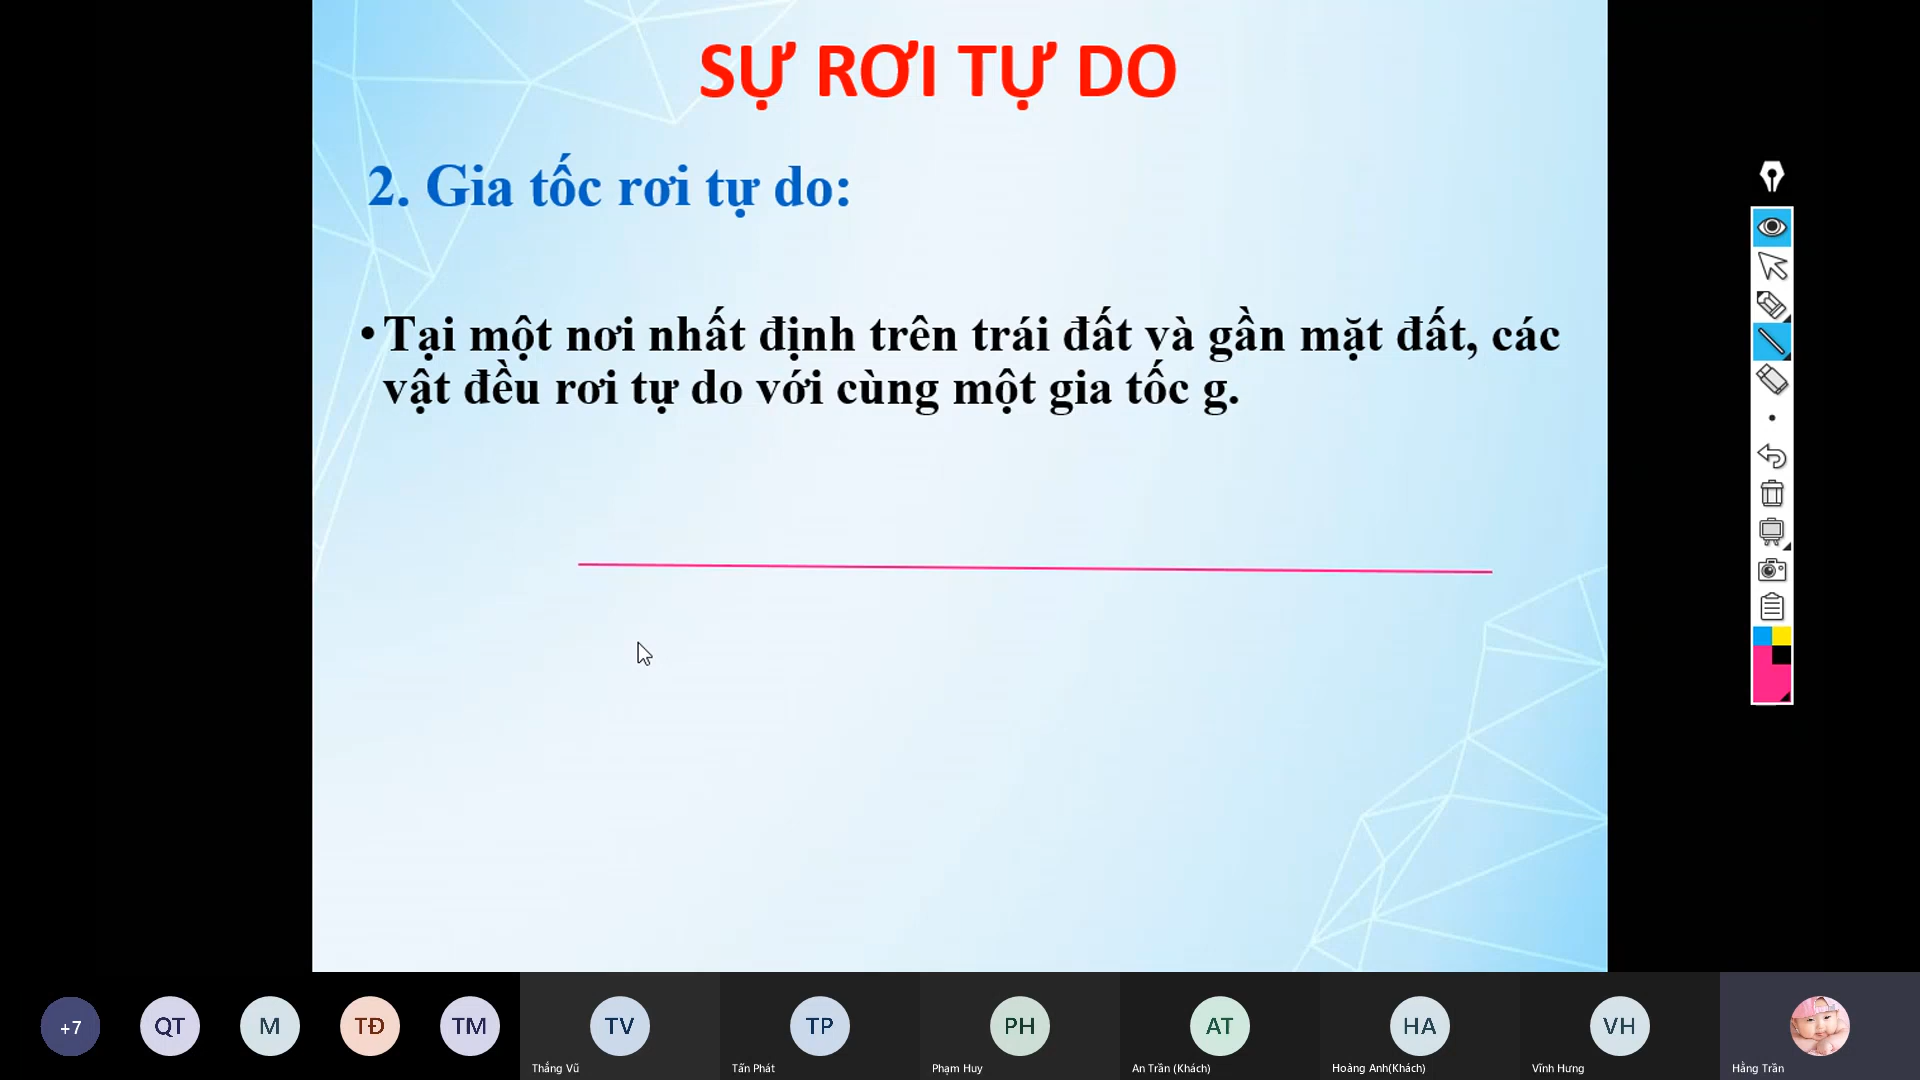 SỰ RƠI TỰ DO
2. Gia tốc rơi tự do:
•Tại một nơi nhất định trên trái đất và gần mặt đất, các
vật đều rơi tự do với cùng một gia tốc g.
+7
QT
M
TĐ
TM
TV
Thắng Vũ
TP
Tấn Phát
PH
Phạm Huy
AT
An Trần (Khách)
HA
Hoàng Anh(Khách)
VH
Vĩnh Hưng
Hằng Trần